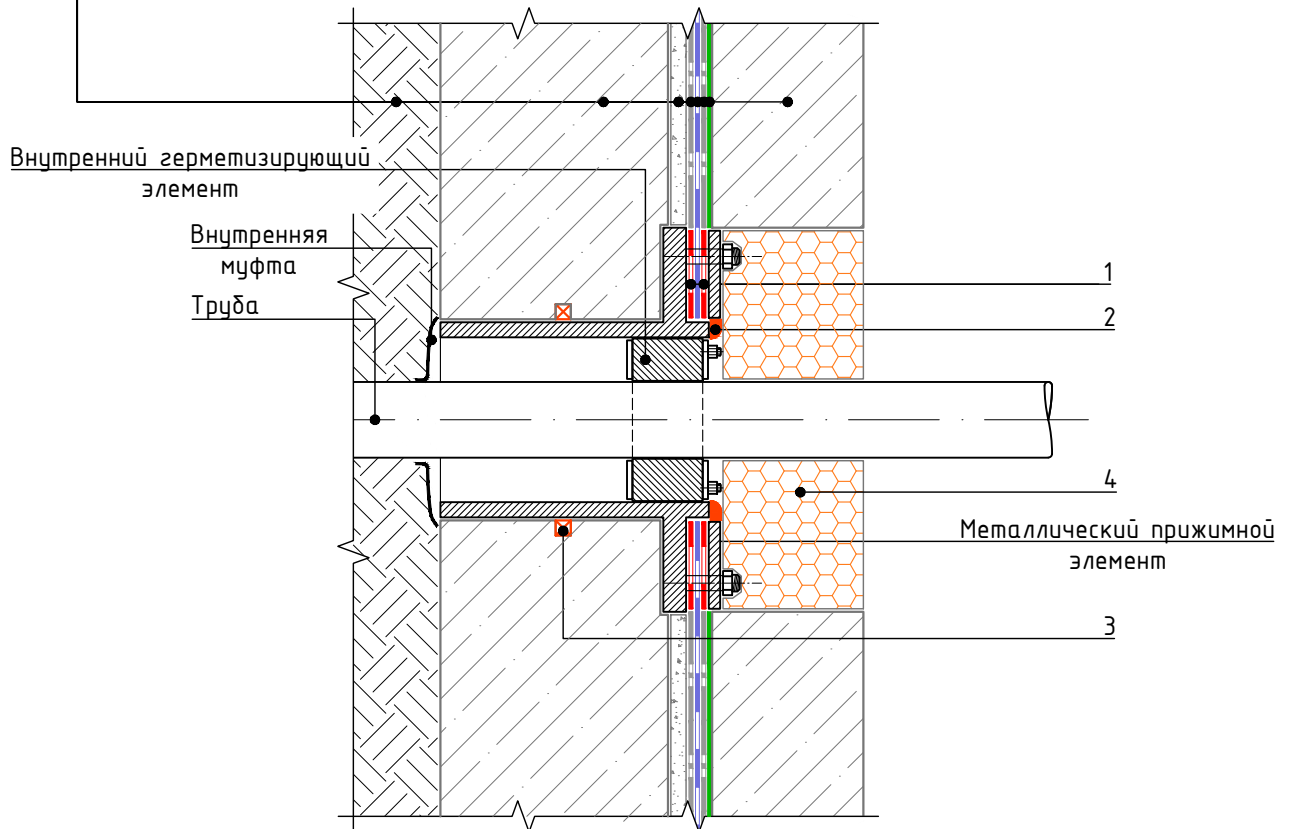 Внутренний герметизирующий
элемент
Внутренняя
муфта
Труба
1
2
4
Металлический прижимной
элемент
3